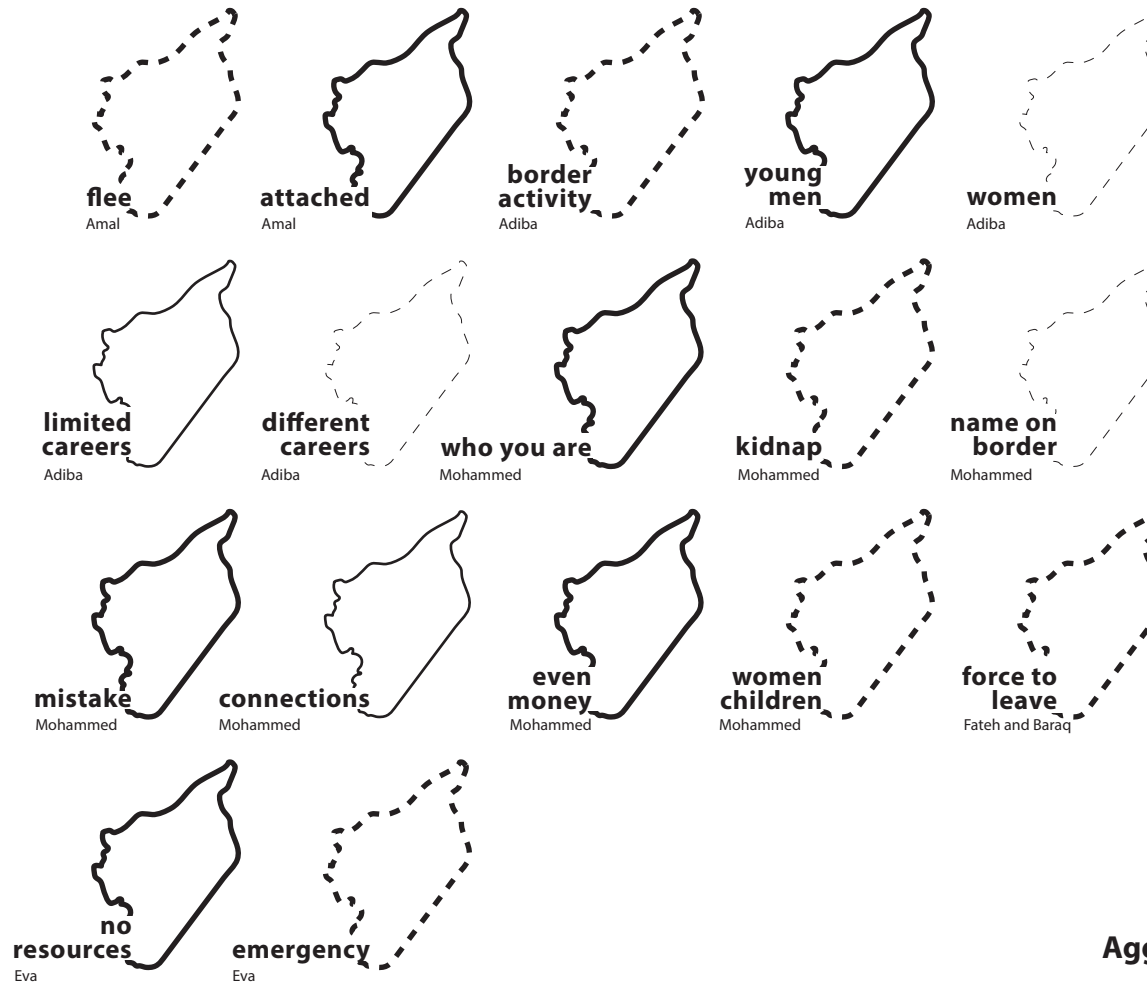 flee
Amal
attached
Amal
border
activity
Adiba
young
men
Adiba
women
Adiba
limited
careers
Adiba
different
careers
Adiba
who you are
Mohammed
kidnap
Mohammed
name on
border
Mohammed
mistake
Mohammed
connections
Mohammed
even
money
Mohammed
women
children
Mohammed
force to
leave
Fateh and Baraq
no
resources
Eva
emergency
Eva
Agg